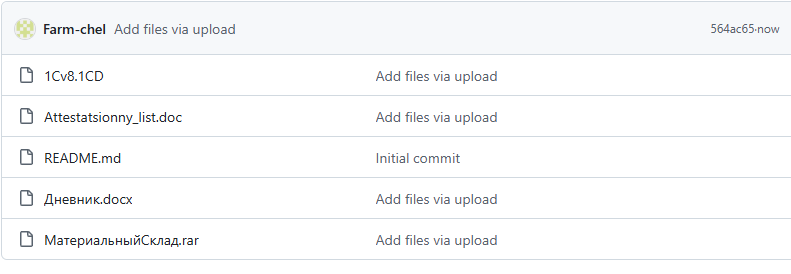 Farm-chel Add files via upload 564ac65·now
1Cv8.1CD Add files via upload
Attestatsionny_list.doc Add files via upload
README.md Initial commit
Дневник.docx Add files via upload
МатериальныйСклад.rar Add files via upload